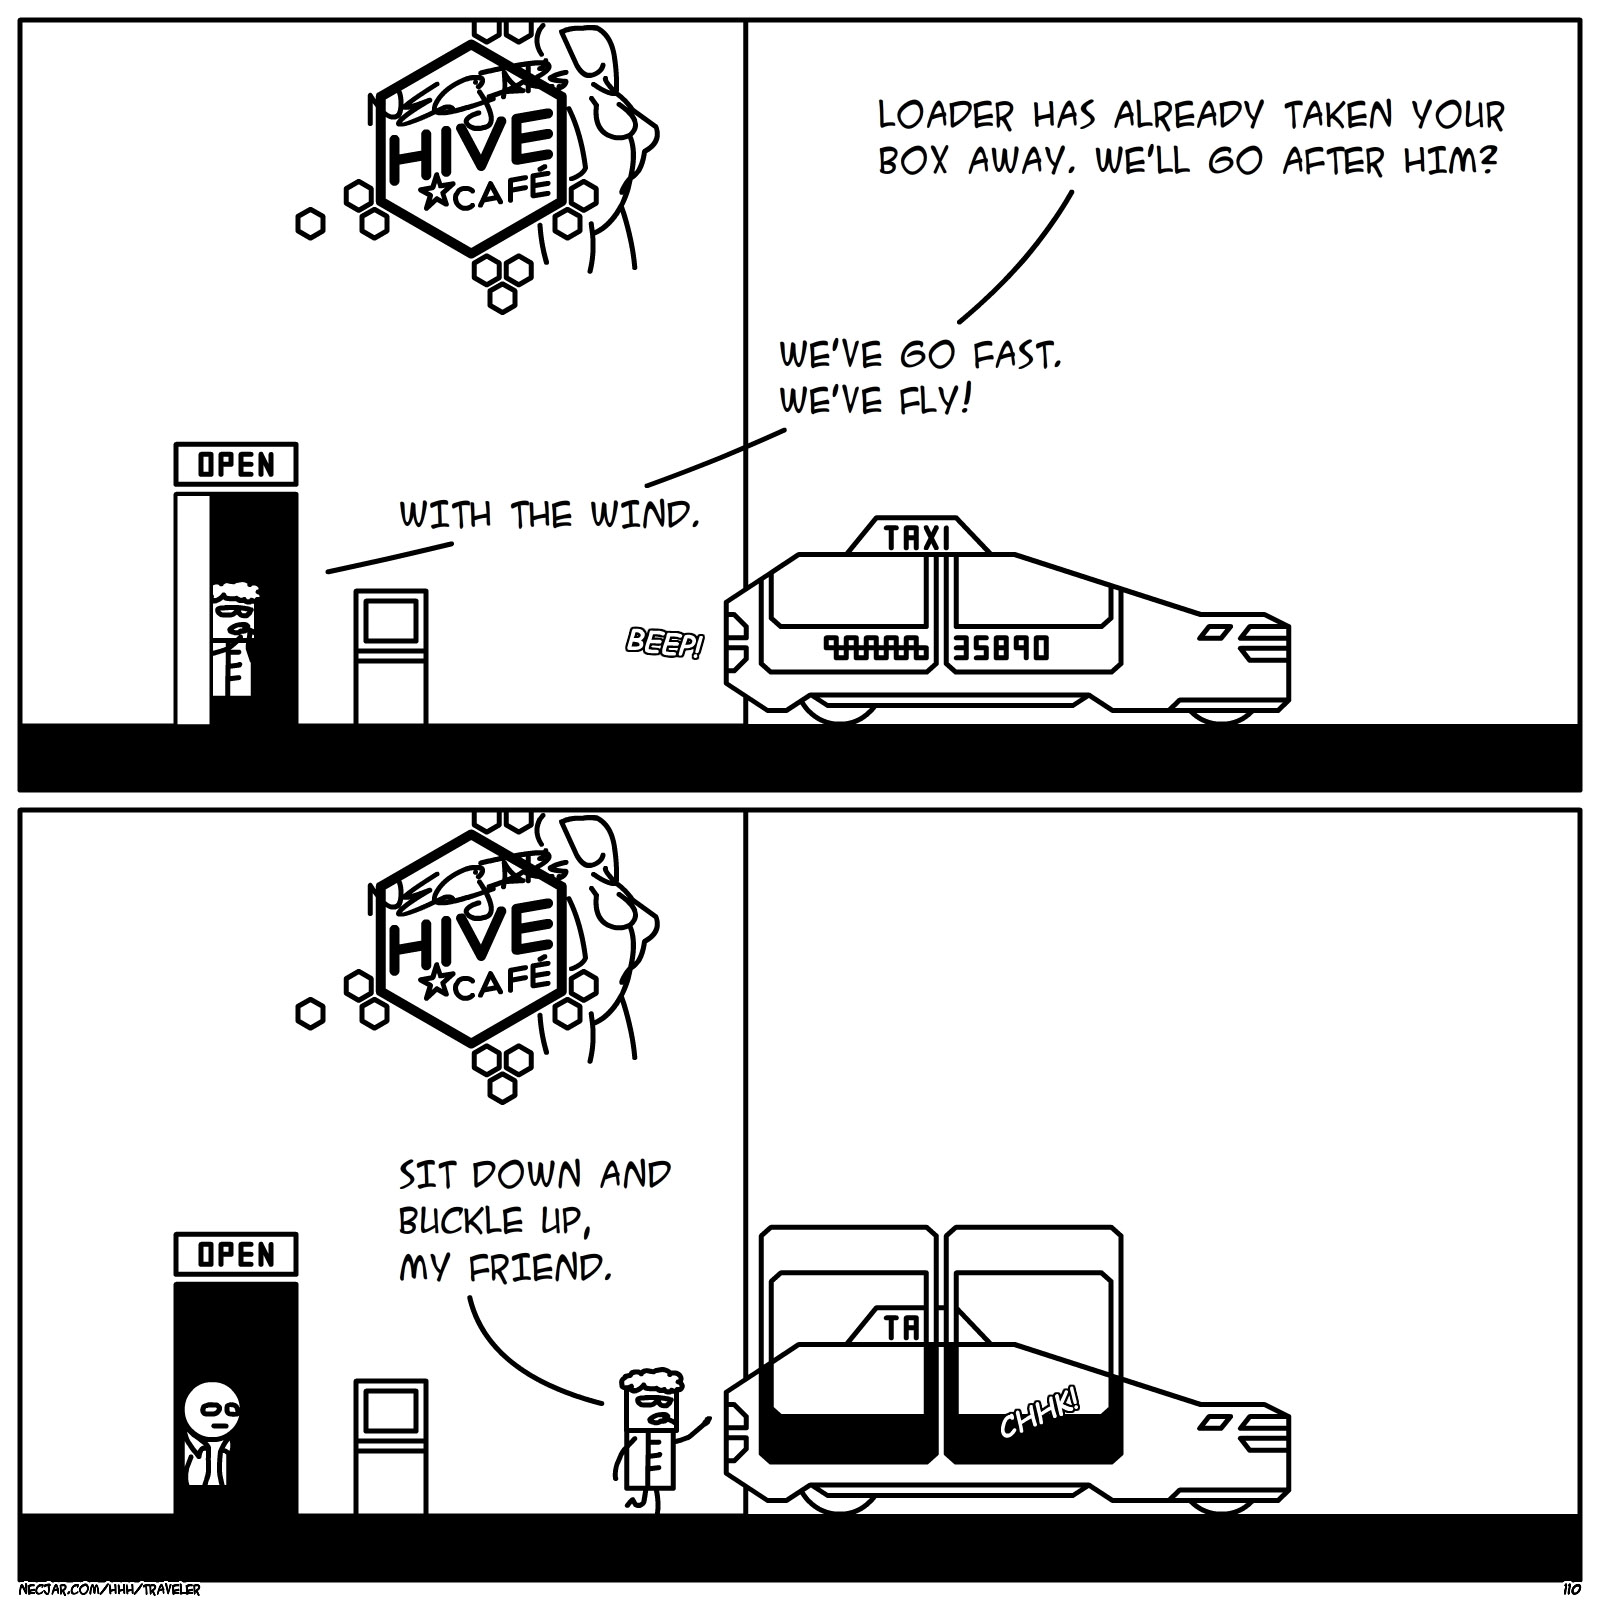 HIVE
CAFÉ
LOADER HAS ALREADY TAKEN YOUR
BOX AWAY. WE'LL GO AFTER HIM?
WE'VE GO FAST.
WE'VE FLY!
OPEN
WITH THE WIND.
TAXI
BEEP!
35890
HIVE
CAFÉ
SIT DOWN AND
BUCKLE UP,
MY FRIEND.
OPEN
TA
CHHK!
NECJAR.COM/HHH/TRAVELER
110